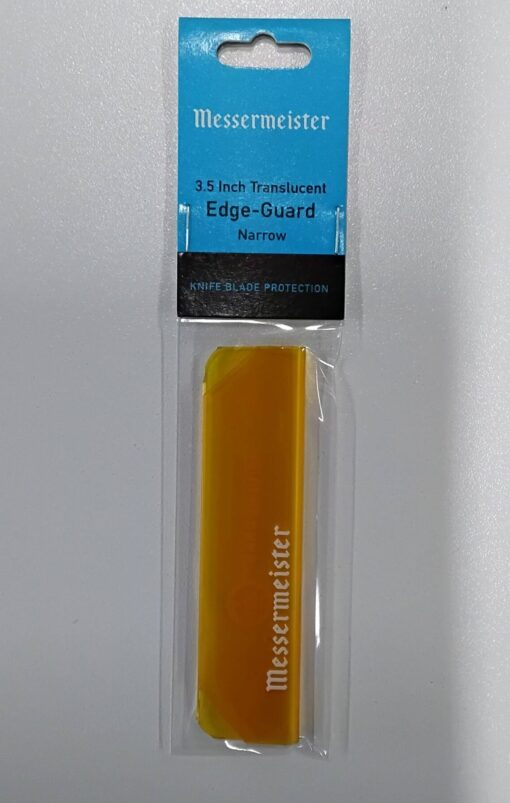 Messermeister
3.5 Inch Translucent
Edge-Guard
Narrow
KNIFE BLADE PROTECTION
Messermeister